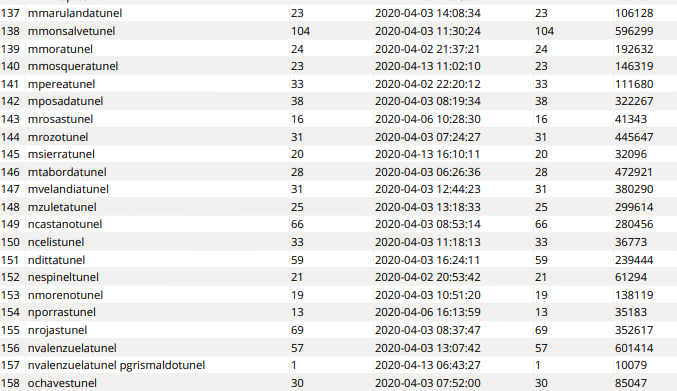 137 mmarulandatunel 23 2020-04-03 14:08:34 23 106128
138 mmonsalvetunel 104 2020-04-03 11:30:24 104 596299
139 mmoratunel 24 2020-04-02 21:37:21 24 192632
140 mmosqueratunel 23 2020-04-13 11:02:10 23 146319
141 mpereatunel 33 2020-04-02 22:20:12 33 111680
142 mposadatunel 38 2020-04-03 08:19:34 38 322267
143 mrosastunel 16 2020-04-06 10:28:30 16 41343
144 mrozotunel 31 2020-04-03 07:24:27 31 445647
145 msierratunel 20 2020-04-13 16:10:11 20 32096
146 mtabordatunel 28 2020-04-03 06:26:36 28 472921
147 mvelandiatunel 31 2020-04-03 12:44:23 31 380290
148 mzuletatunel 25 2020-04-03 13:18:33 25 299614
149 ncastanotunel 66 2020-04-03 08:53:14 66 280456
150 ncelistunel 33 2020-04-03 11:18:13 33 36773
151 ndittatunel 59 2020-04-03 16:24:11 59 239444
152 nespineltunel 21 2020-04-02 20:53:42 21 61294
153 nmorenotunel 19 2020-04-03 10:51:20 19 138119
154 nporrastunel 13 2020-04-06 16:13:59 13 35183
155 nrojastunel 69 2020-04-03 08:37:47 69 352617
156 nvalenzuelatunel 57 2020-04-03 13:07:42 57 601414
157 nvalenzuelatunel pgrismaldotunel 1 2020-04-13 06:43:27 1 10079
158 ochavestunel 30 2020-04-03 07:52:00 30 85047